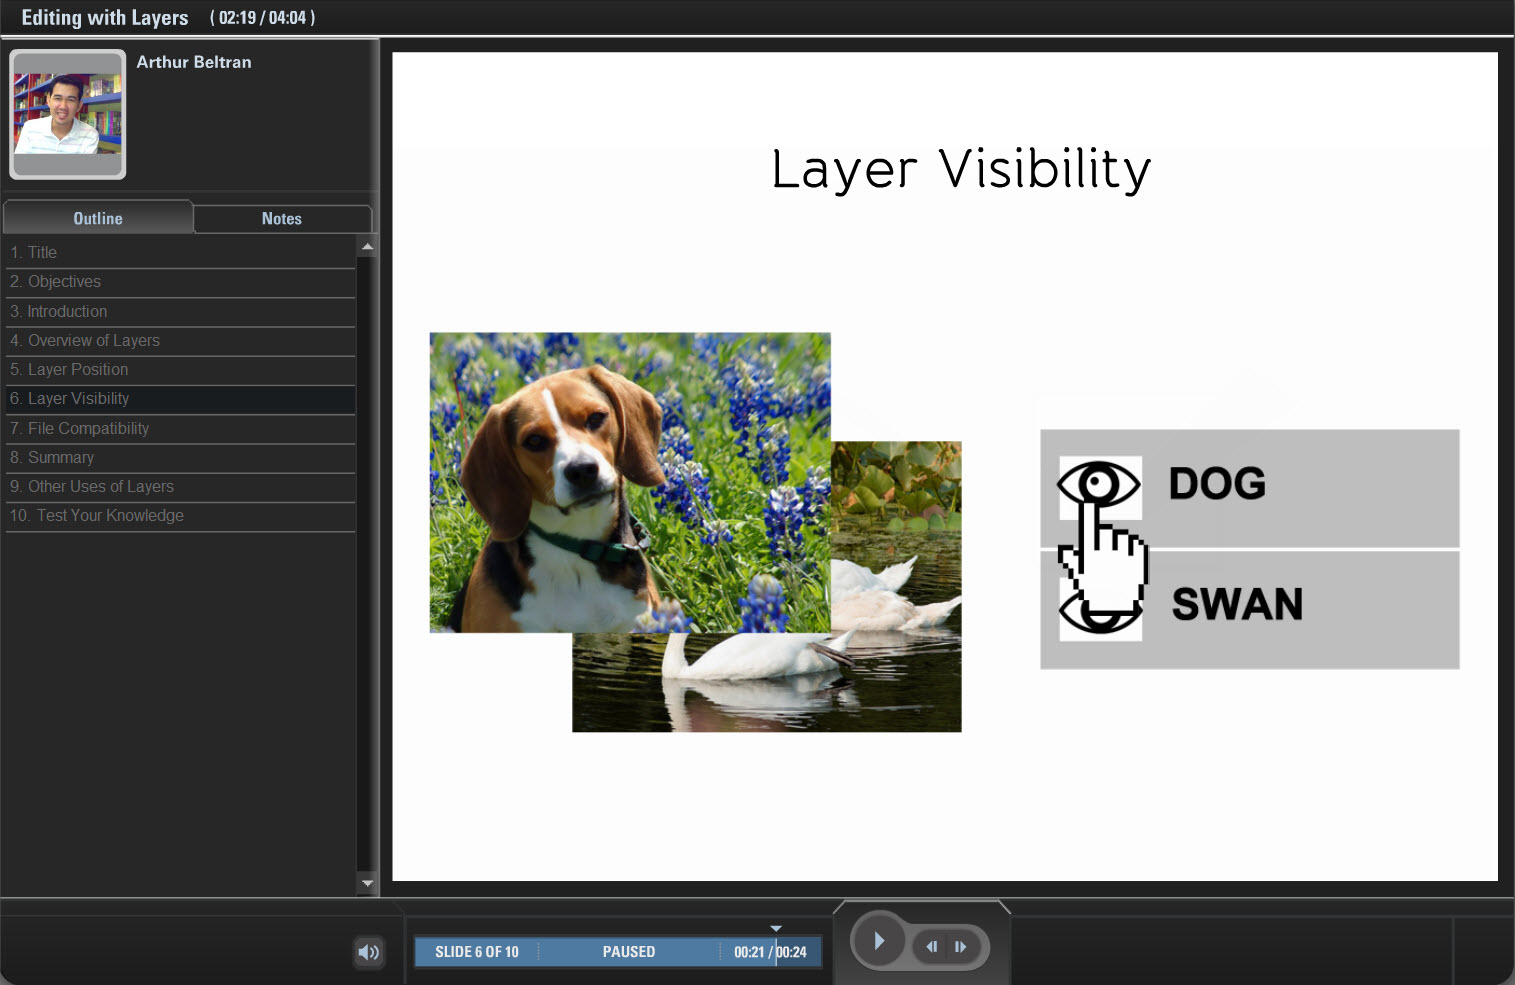 Editing with Layers ( 02:19 / 04:04 )
Arthur Beltran
Outline Notes
1. Title
2. Objectives
3. Introduction
4. Overview of Layers
5. Layer Position
6. Layer Visibility
7. File Compatibility
8. Summary
9. Other Uses of Layers
10. Test Your Knowledge
Layer Visibility
DOG
SWAN
SLIDE 6 OF 10 PAUSED 00:21 / 00:24